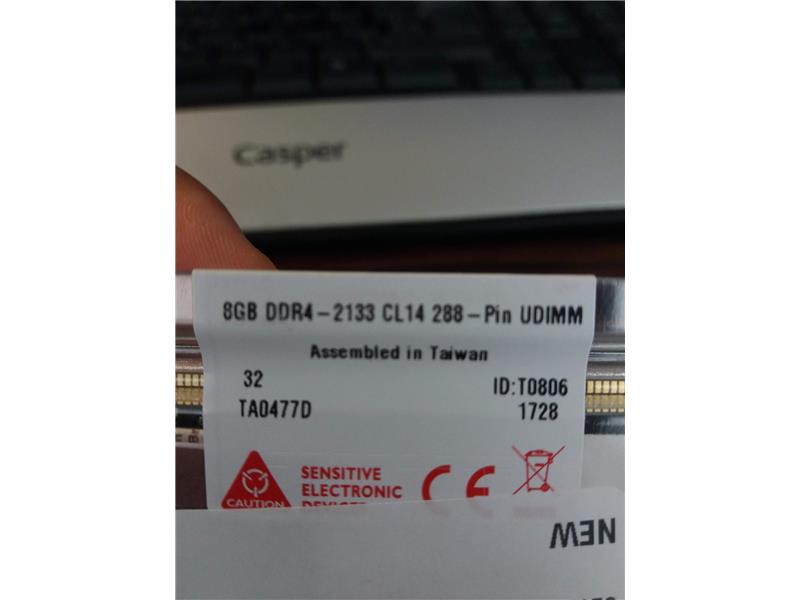 Casper
8GB DDR4-2133 CL14 288-Pin UDIMM
Assembled in Taiwan
32
ID:T0806
TA0477D
1728
SENSITIVE
ELECTRONIC
CAUTION
CE
NEW